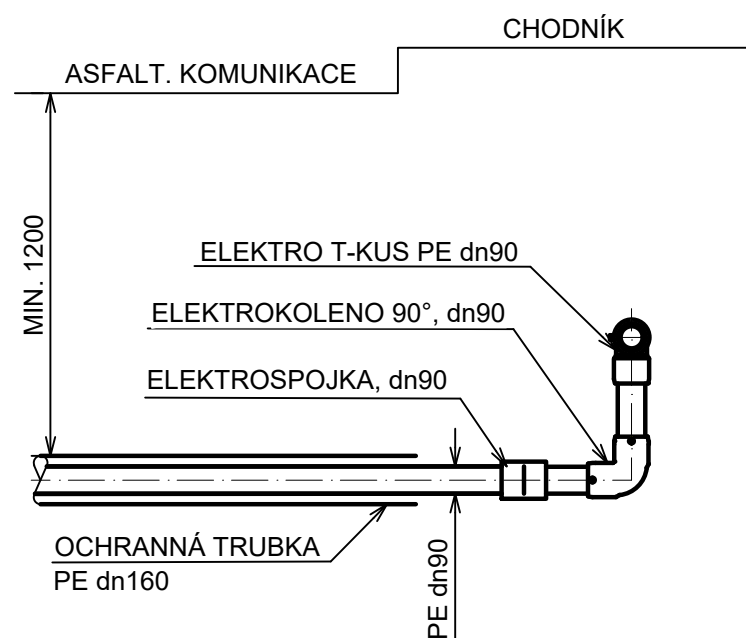 CHODNÍK
ASFALT. KOMUNIKACE
MIN. 1200
ELEKTRO T-KUS PE dn90
ELEKTROKOLENO 90°, dn90
ELEKTROSPOJKA, dn90
OCHRANNÁ TRUBKA
PE dn160
PE dn90